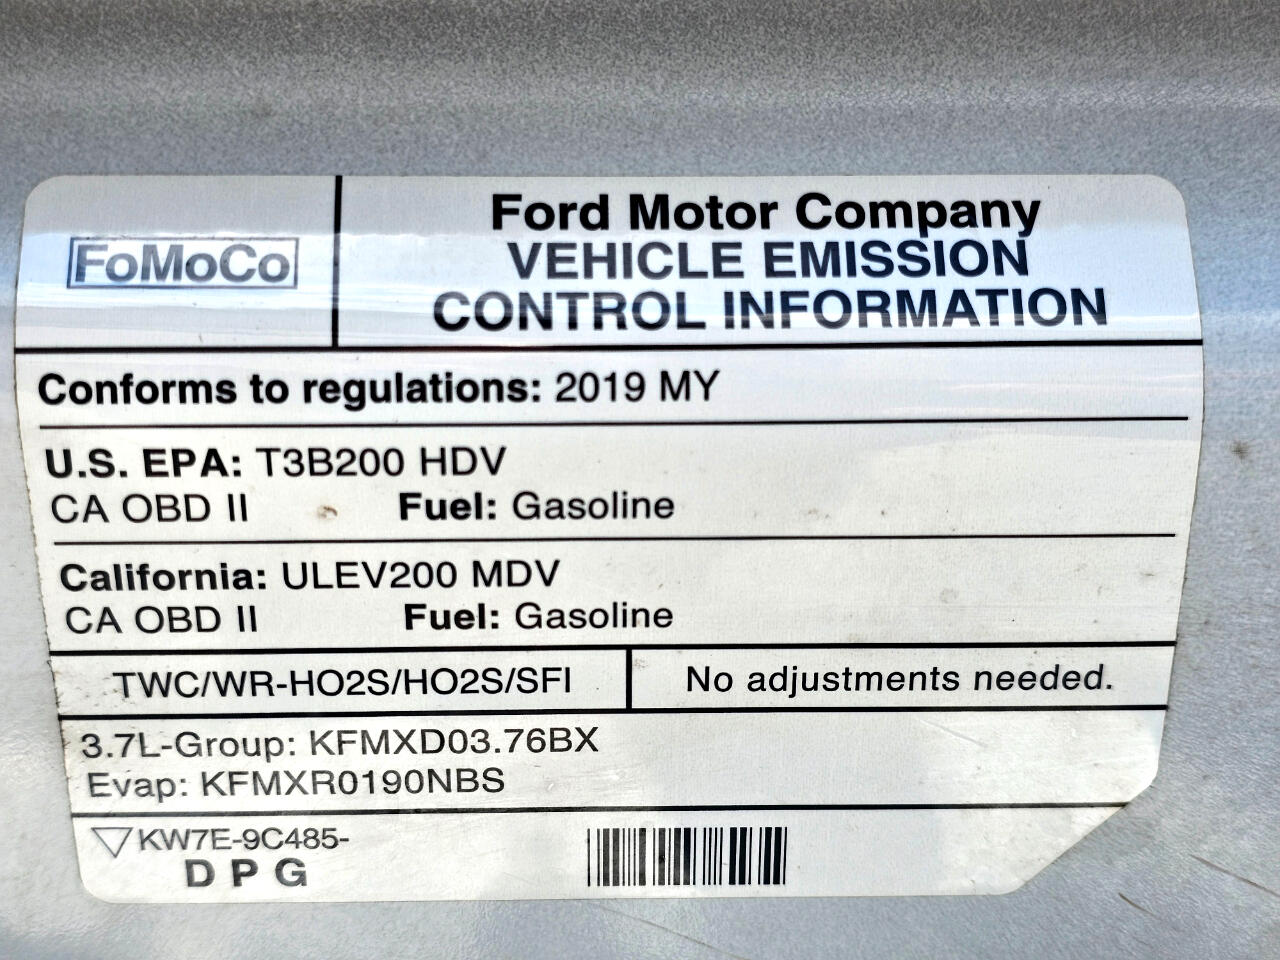 FoMoCo
Ford Motor Company
VEHICLE EMISSION
CONTROL INFORMATION
Conforms to regulations: 2019 MY
U.S. EPA: T3B200 HDV
CA OBD II Fuel: Gasoline
California: ULEV200 MDV
CA OBD II Fuel: Gasoline
TWC/WR-HO2S/HO2S/SFI
No adjustments needed.
3.7L-Group: KFMXD03.76BX
Evap: KFMXR0190NBS
KW7E-9C485-
D P G